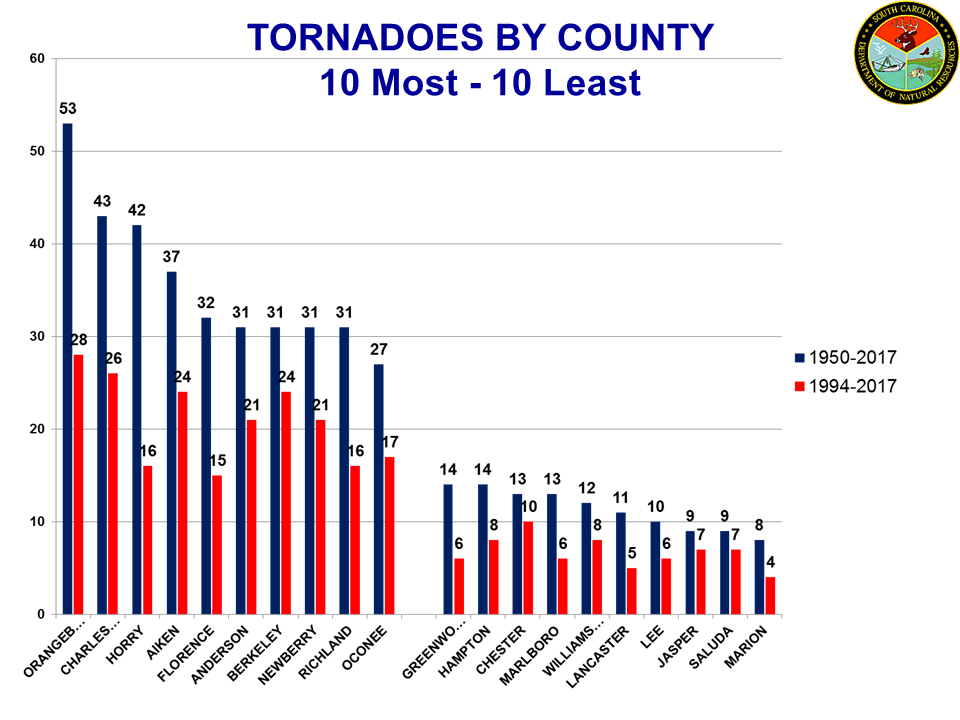 TORNADOES BY COUNTY
10 Most - 10 Least
SOUTH CAROLINA
DEPARTMENT OF NATURAL RESOURCES
60
50
40
30
20
10
0
53
28
43
26
42
16
37
24
32
15
31
21
31
24
31
21
31
16
27
17
14
6
14
8
13
10
13
6
12
8
11
5
10
6
9
7
9
7
8
4
1950-2017
1994-2017
ORANGEB...
CHARLES...
HORRY
AIKEN
FLORENCE
ANDERSON
BERKELEY
NEWBERRY
RICHLAND
OCONEE
GREENWO...
HAMPTON
CHESTER
MARLBORO
WILLIAMS...
LANCASTER
LEE
JASPER
SALUDA
MARION